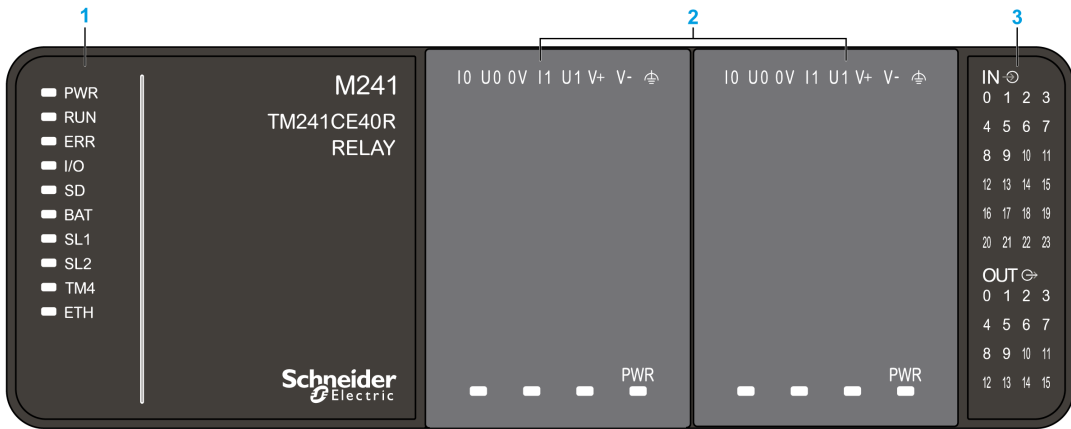 1
2
3
PWR
RUN
ERR
I/O
SD
BAT
SL1
SL2
TM4
ETH
M241
TM241CE40R
RELAY
Schneider
Electric
I0 U0 0V I1 U1 V+ V-
PWR
I0 U0 0V I1 U1 V+ V-
PWR
IN
0 1 2 3
4 5 6 7
8 9 10 11
12 13 14 15
16 17 18 19
20 21 22 23
OUT
0 1 2 3
4 5 6 7
8 9 10 11
12 13 14 15